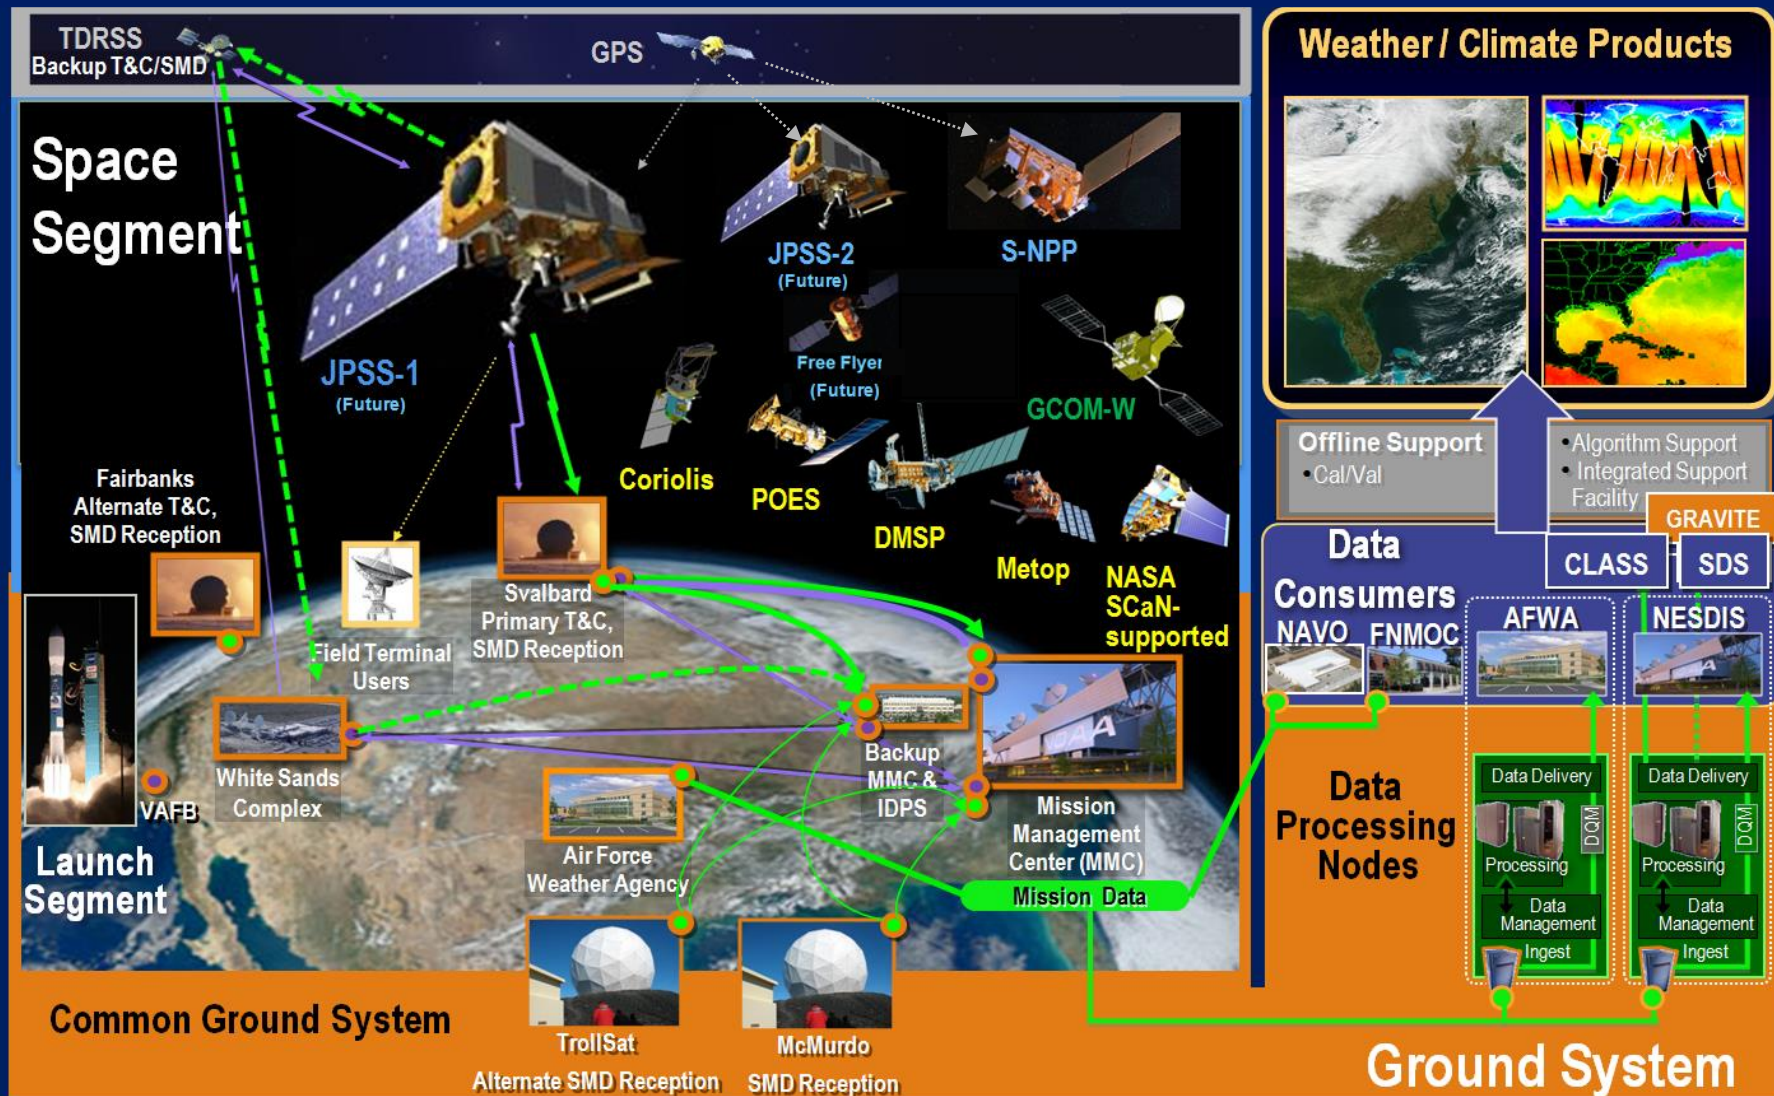 TDRSS
Backup T&C/SMD
GPS
Space
Segment
JPSS-1
(Future)
JPSS-2
(Future)
S-NPP
Free Flyer
(Future)
GCOM-W
Coriolis
POES
DMSP
Metop
NASA
SCaN-
supported
Fairbanks
Alternate T&C,
SMD Reception
Field Terminal
Users
Svalbard
Primary T&C,
SMD Reception
White Sands
Complex
VAFB
Launch
Segment
Air Force
Weather Agency
Backup
MMC &
IDPS
NOAA
Mission
Management
Center (MMC)
Mission Data
Common Ground System
TrollSat
Alternate SMD Reception
McMurdo
SMD Reception
Weather / Climate Products
Offline Support
• Cal/Val
• Algorithm Support
• Integrated Support
Facility
GRAVITE
CLASS
SDS
Data
Consumers
NAVO
FNMOC
AFWA
NESDIS
Data
Processing
Nodes
Data Delivery
DQM
Processing
Data
Management
Ingest
Data Delivery
DQM
Processing
Data
Management
Ingest
Ground System